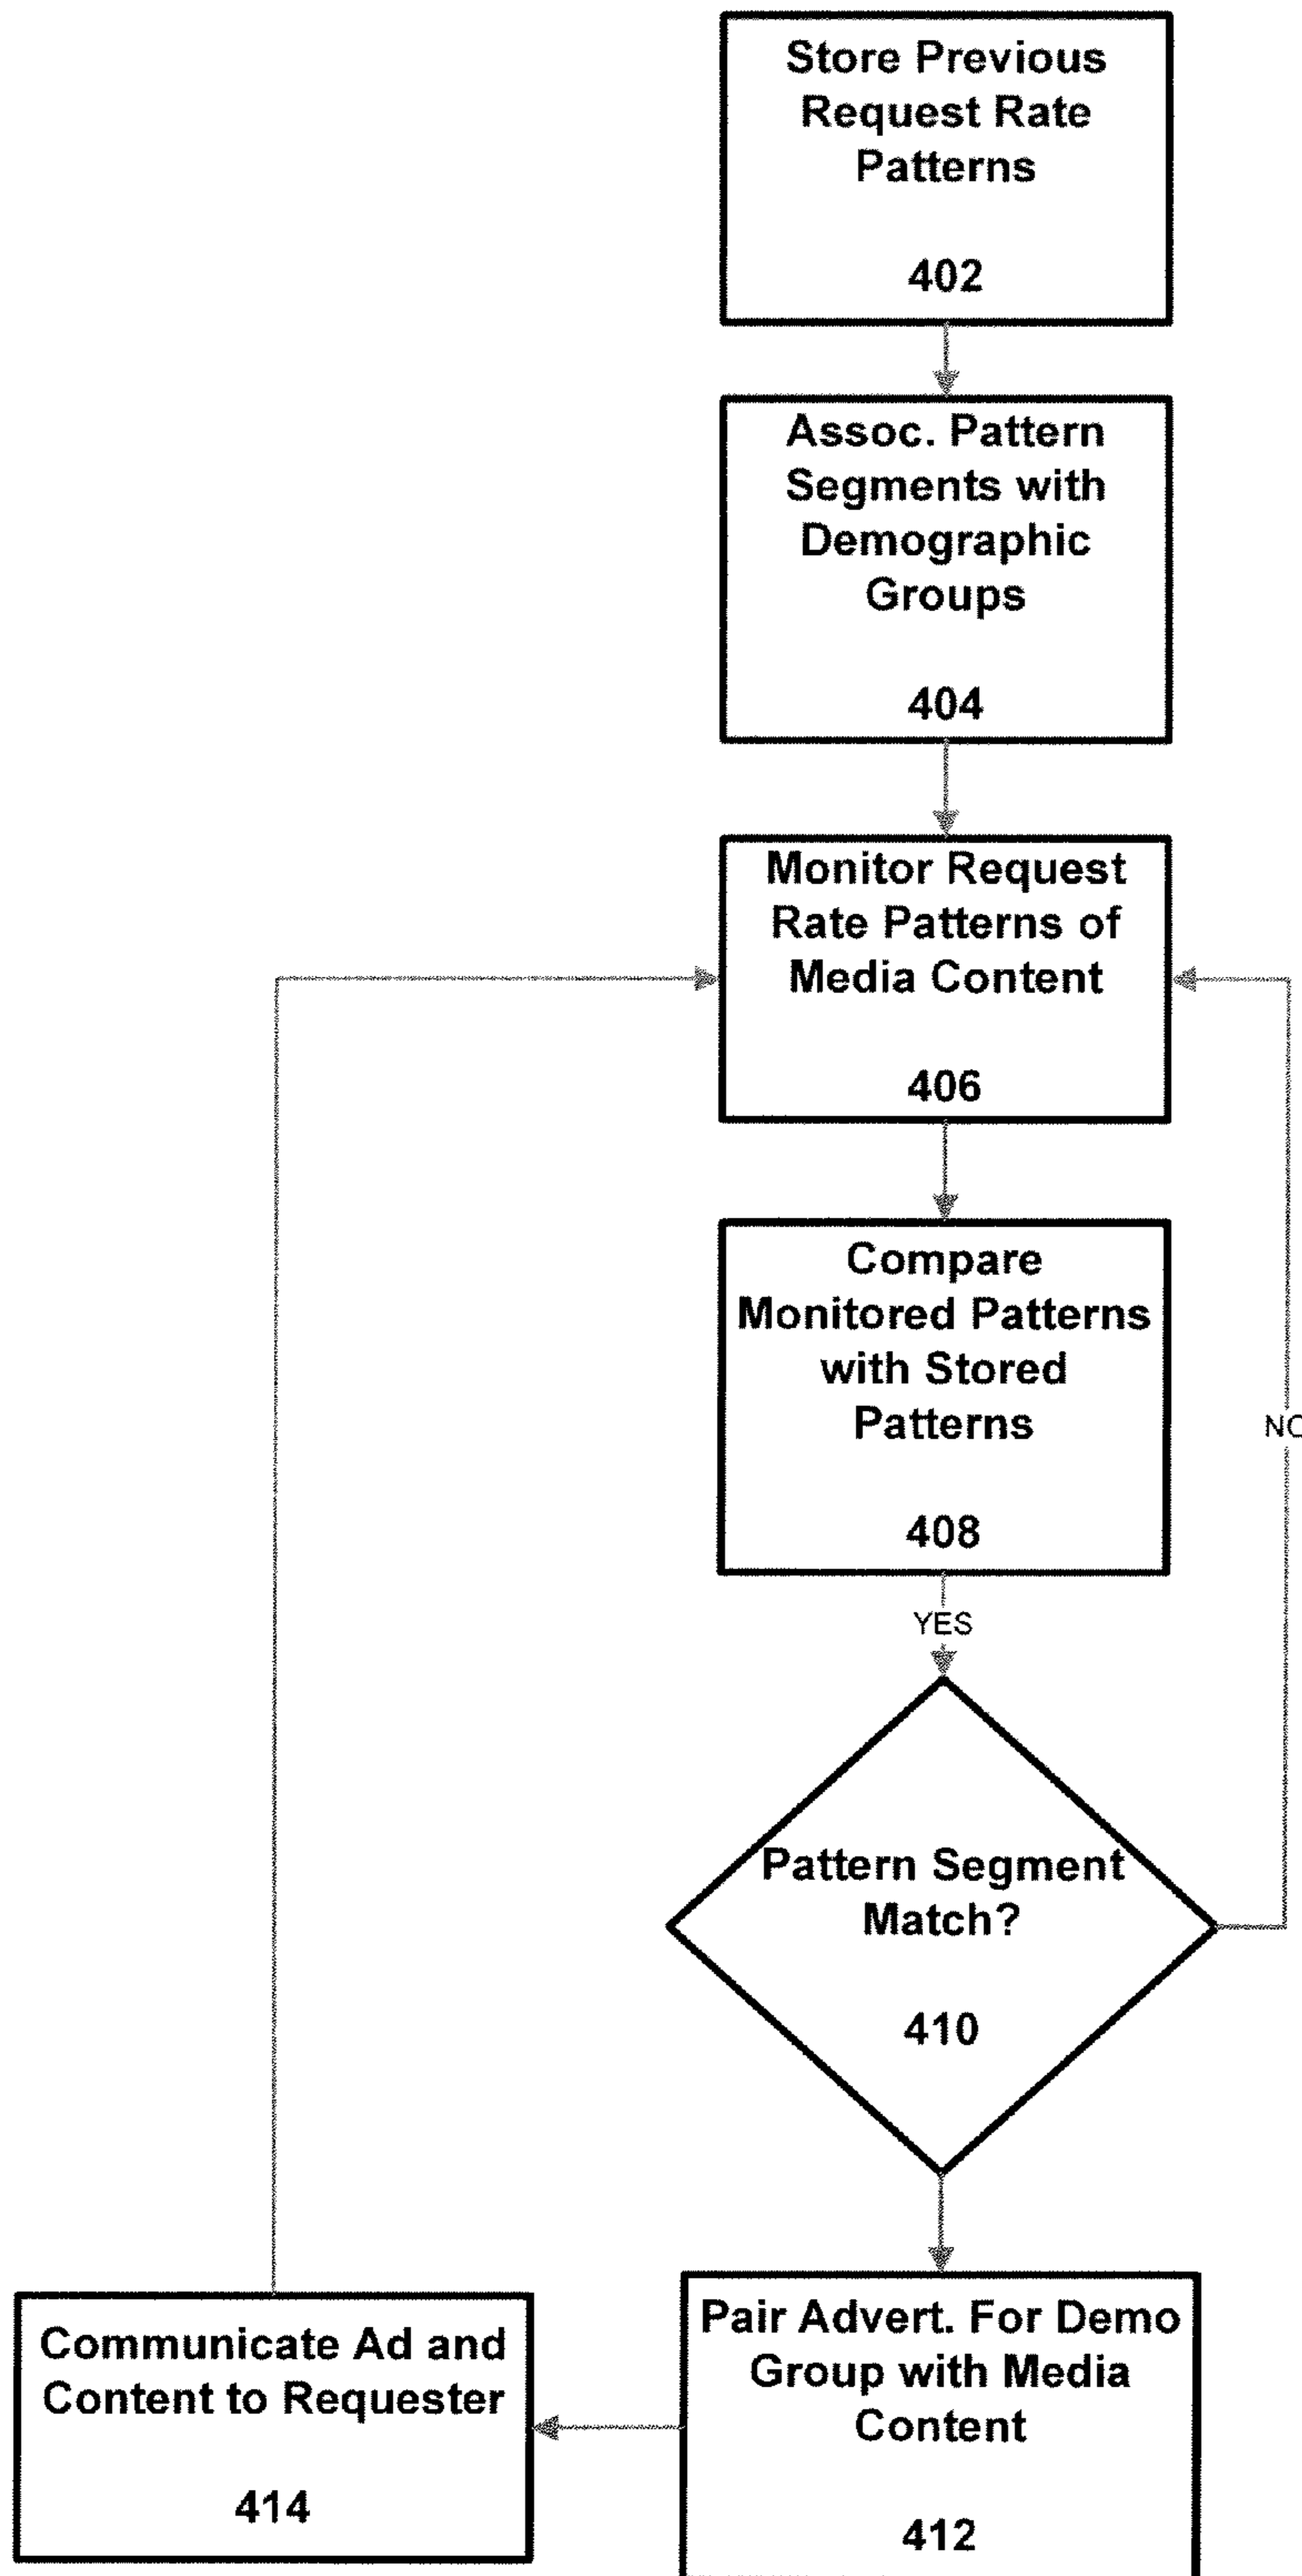 Store Previous
Request Rate
Patterns
402
Assoc. Pattern
Segments with
Demographic
Groups
404
Monitor Request
Rate Patterns of
Media Content
406
Compare
Monitored Patterns
with Stored
Patterns
408
NO
YES
Pattern Segment
Match?
410
Pair Advert. For Demo
Group with Media
Content
412
Communicate Ad and
Content to Requester
414